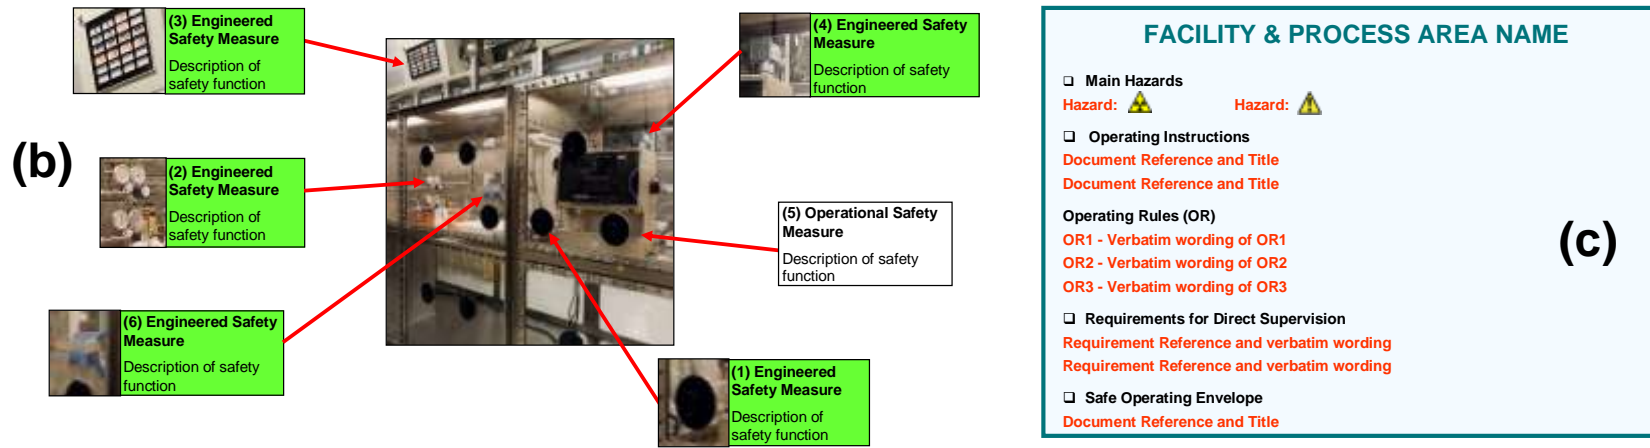 (b)
(3) Engineered
Safety Measure
Description of
safety function
(2) Engineered
Safety Measure
Description of
safety function
(6) Engineered Safety
Measure
Description of safety
function
(4) Engineered Safety
Measure
Description of safety
function
(5) Operational Safety
Measure
Description of safety
function
(1) Engineered
Safety Measure
Description of
safety function
FACILITY & PROCESS AREA NAME
Main Hazards
Hazard: Hazard:
Operating Instructions
Document Reference and Title
Document Reference and Title
Operating Rules (OR)
OR1 - Verbatim wording of OR1
OR2 - Verbatim wording of OR2
OR3 - Verbatim wording of OR3
Requirements for Direct Supervision
Requirement Reference and verbatim wording
Requirement Reference and verbatim wording
Safe Operating Envelope
Document Reference and Title
(c)